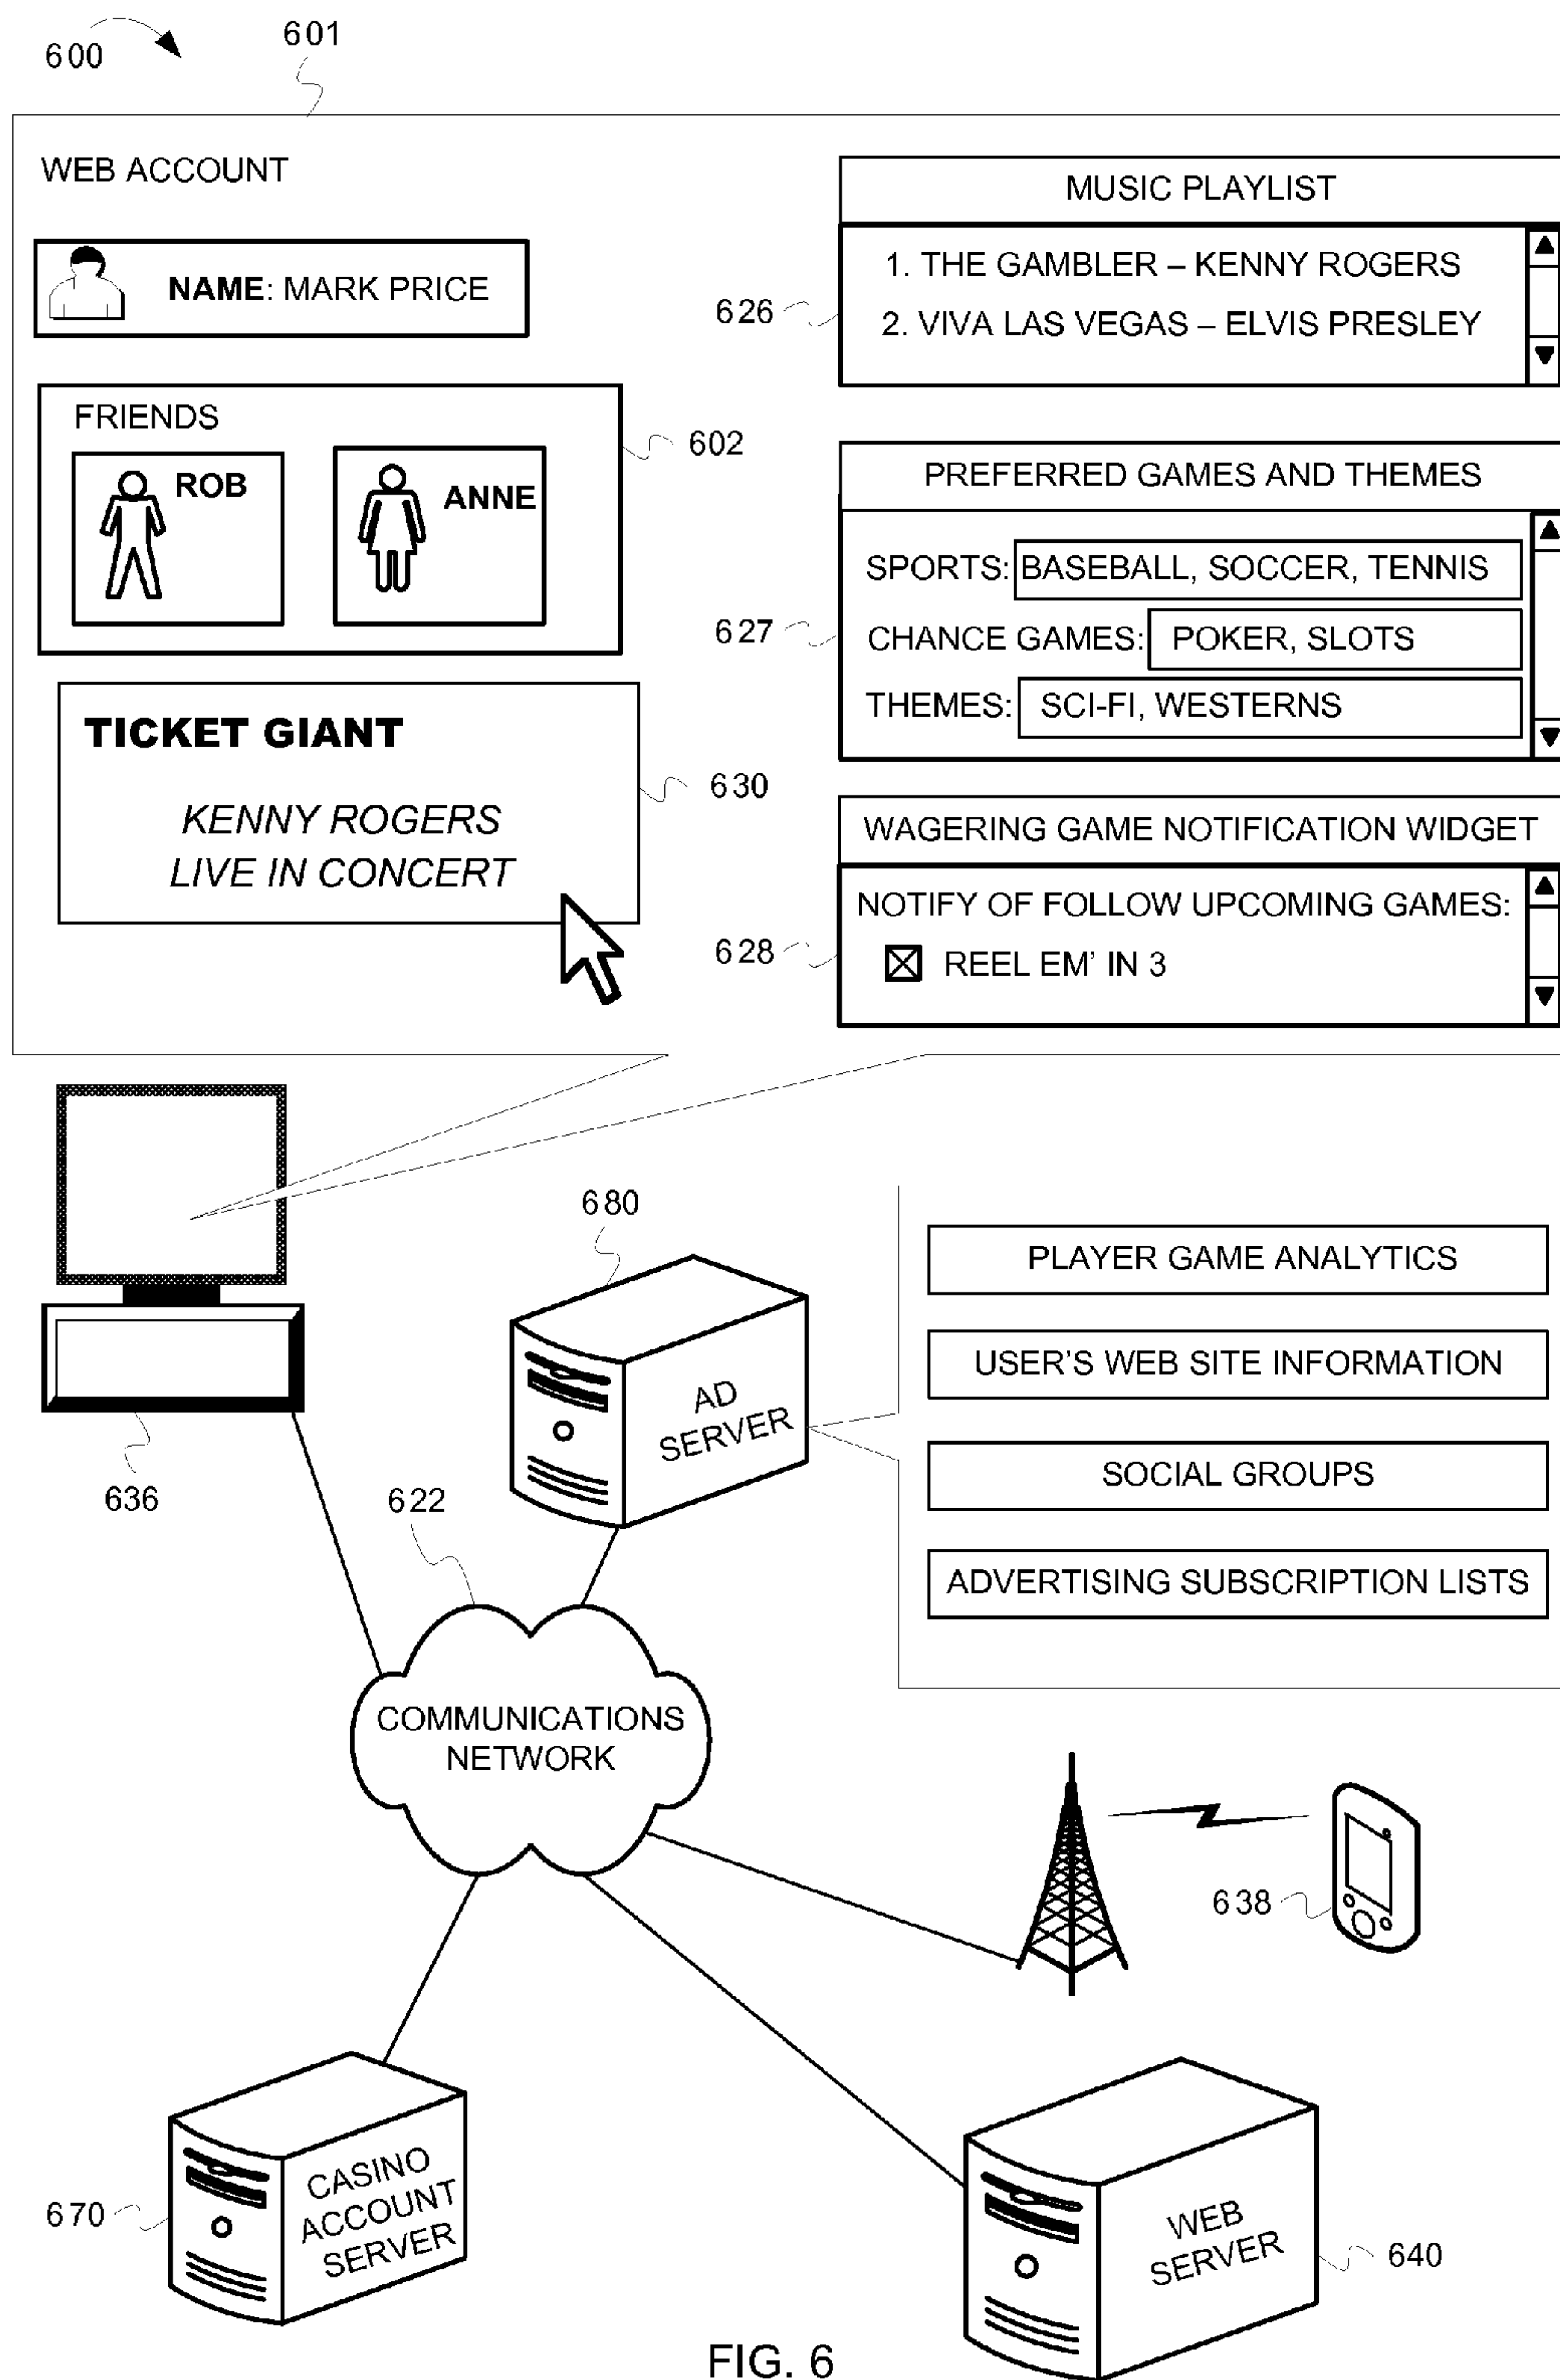 600
601
WEB ACCOUNT
NAME: MARK PRICE
FRIENDS
ROB
ANNE
602
TICKET GIANT
KENNY ROGERS
LIVE IN CONCERT
630
MUSIC PLAYLIST
1. THE GAMBLER – KENNY ROGERS
2. VIVA LAS VEGAS – ELVIS PRESLEY
626
PREFERRED GAMES AND THEMES
SPORTS: BASEBALL, SOCCER, TENNIS
CHANCE GAMES: POKER, SLOTS
THEMES: SCI-FI, WESTERNS
627
WAGERING GAME NOTIFICATION WIDGET
NOTIFY OF FOLLOW UPCOMING GAMES:
REEL EM' IN 3
628
636
680
AD
SERVER
PLAYER GAME ANALYTICS
USER'S WEB SITE INFORMATION
SOCIAL GROUPS
ADVERTISING SUBSCRIPTION LISTS
622
COMMUNICATIONS
NETWORK
638
670
CASINO
ACCOUNT
SERVER
WEB
SERVER
640
FIG. 6